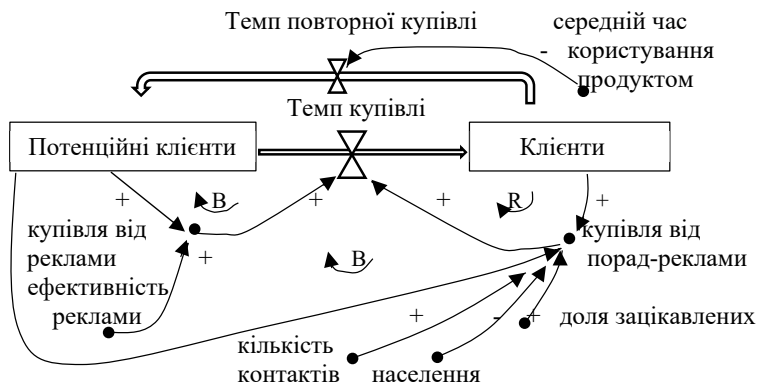 Темп повторної купівлі
середній час
- користування
продуктом
Темп купівлі
Потенційні клієнти
Клієнти
+
B
+
+
R
+
купівля від
реклами
+
B
купівля від
порад-реклами
ефективність
реклами
+
-
+
доля зацікавлених
кількість
контактів
населення